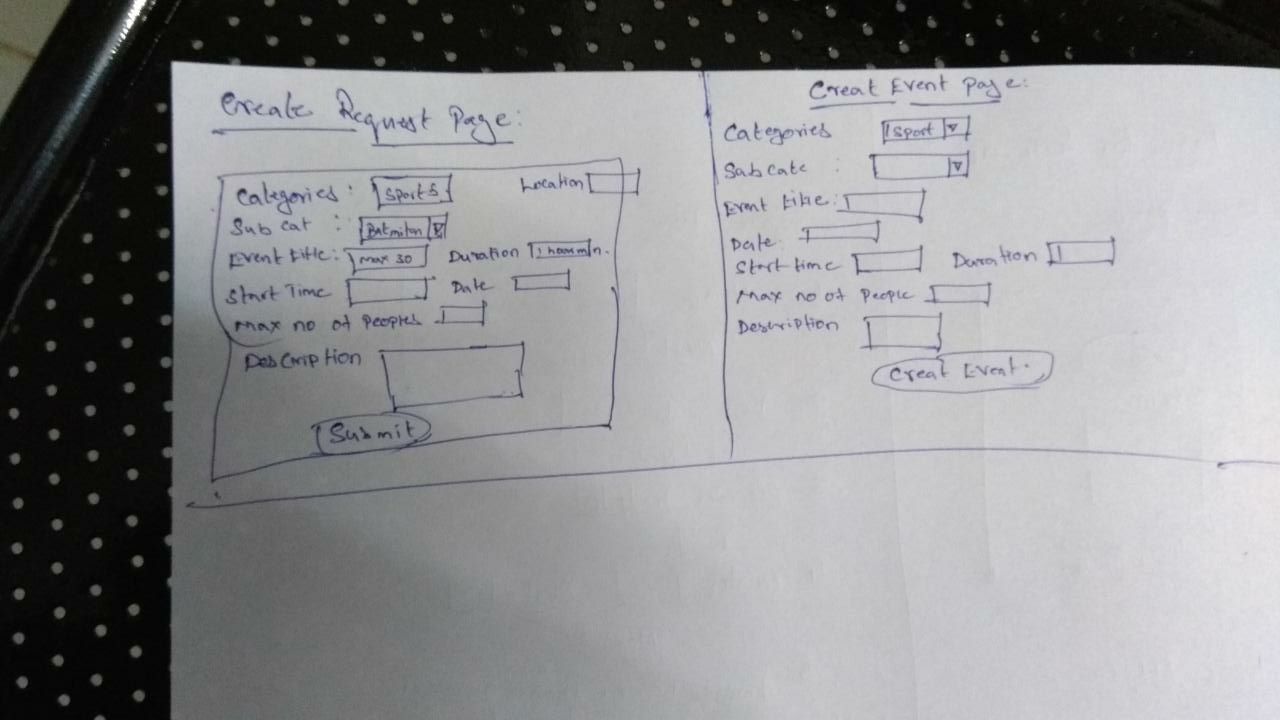 Create Request Page:
Categories : Sports Location
Sub cat : Batmiton
Event title: max 30 Duration 1 hour min.
Start Time Date
Max no of Peoples
Description
Submit
Creat Event Page:
Categories Sport
Sub cate :
Event title:
Date:
Start time Duration
Max no of People
Description
Creat Event.